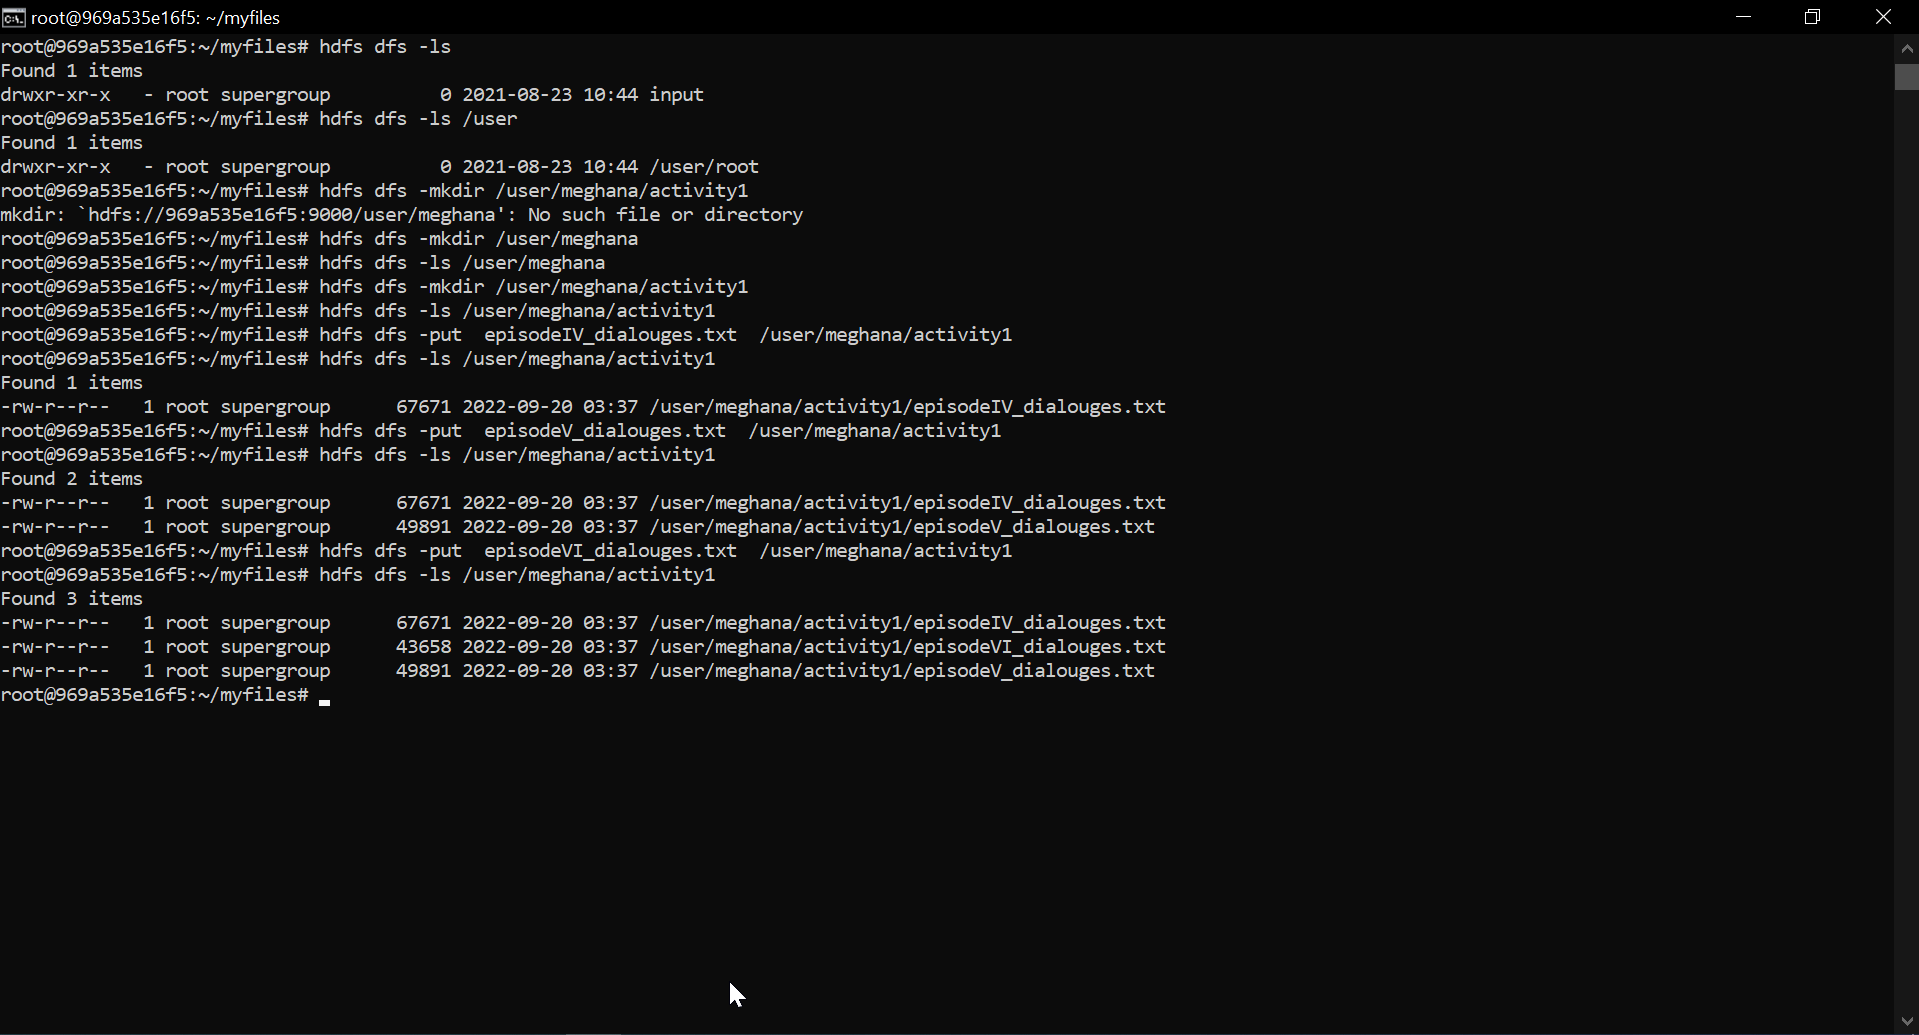 root@969a535e16f5: ~/myfiles
root@969a535e16f5:~/myfiles# hdfs dfs -ls
Found 1 items
drwxr-xr-x   - root supergroup          0 2021-08-23 10:44 input
root@969a535e16f5:~/myfiles# hdfs dfs -ls /user
Found 1 items
drwxr-xr-x   - root supergroup          0 2021-08-23 10:44 /user/root
root@969a535e16f5:~/myfiles# hdfs dfs -mkdir /user/meghana/activity1
mkdir: `hdfs://969a535e16f5:9000/user/meghana': No such file or directory
root@969a535e16f5:~/myfiles# hdfs dfs -mkdir /user/meghana
root@969a535e16f5:~/myfiles# hdfs dfs -ls /user/meghana
root@969a535e16f5:~/myfiles# hdfs dfs -mkdir /user/meghana/activity1
root@969a535e16f5:~/myfiles# hdfs dfs -ls /user/meghana/activity1
root@969a535e16f5:~/myfiles# hdfs dfs -put  episodeIV_dialouges.txt  /user/meghana/activity1
root@969a535e16f5:~/myfiles# hdfs dfs -ls /user/meghana/activity1
Found 1 items
-rw-r--r--   1 root supergroup      67671 2022-09-20 03:37 /user/meghana/activity1/episodeIV_dialouges.txt
root@969a535e16f5:~/myfiles# hdfs dfs -put  episodeV_dialouges.txt  /user/meghana/activity1
root@969a535e16f5:~/myfiles# hdfs dfs -ls /user/meghana/activity1
Found 2 items
-rw-r--r--   1 root supergroup      67671 2022-09-20 03:37 /user/meghana/activity1/episodeIV_dialouges.txt
-rw-r--r--   1 root supergroup      49891 2022-09-20 03:37 /user/meghana/activity1/episodeV_dialouges.txt
root@969a535e16f5:~/myfiles# hdfs dfs -put  episodeVI_dialouges.txt  /user/meghana/activity1
root@969a535e16f5:~/myfiles# hdfs dfs -ls /user/meghana/activity1
Found 3 items
-rw-r--r--   1 root supergroup      67671 2022-09-20 03:37 /user/meghana/activity1/episodeIV_dialouges.txt
-rw-r--r--   1 root supergroup      43658 2022-09-20 03:37 /user/meghana/activity1/episodeVI_dialouges.txt
-rw-r--r--   1 root supergroup      49891 2022-09-20 03:37 /user/meghana/activity1/episodeV_dialouges.txt
root@969a535e16f5:~/myfiles#